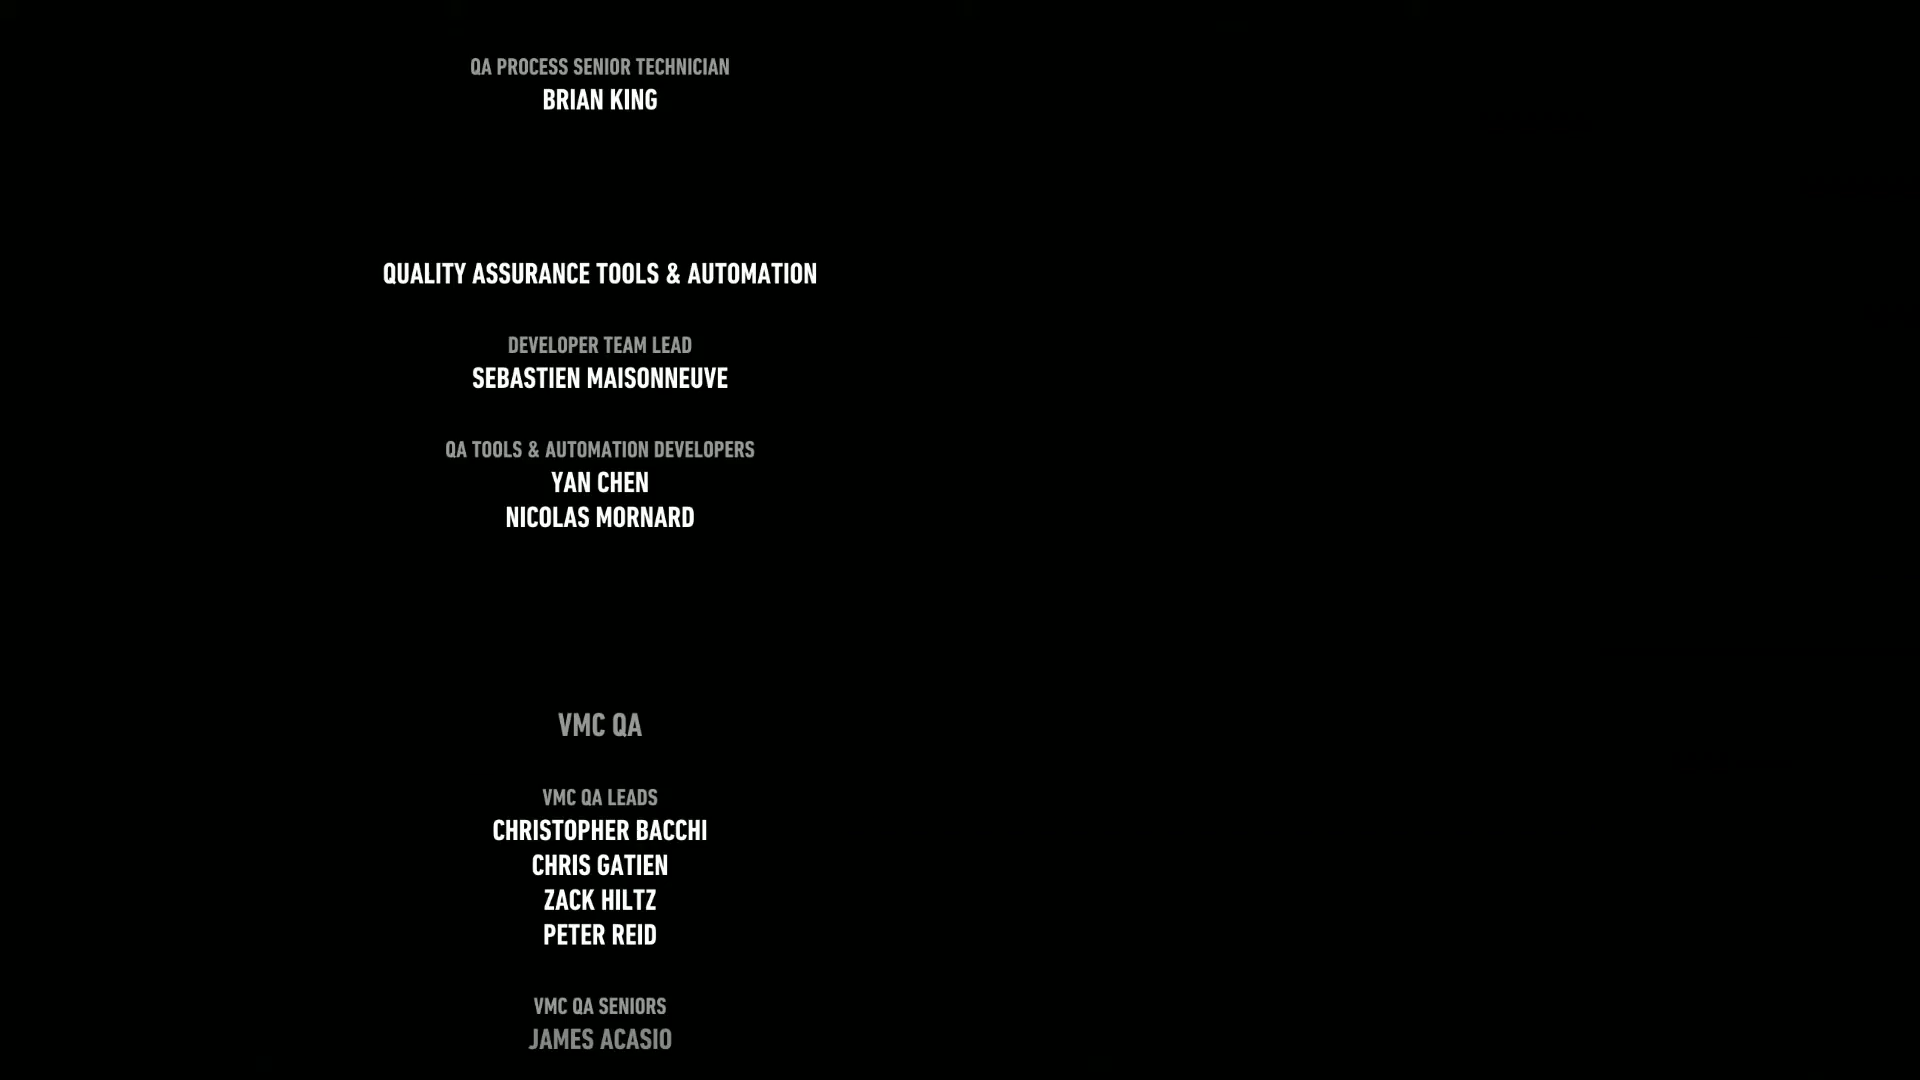 QA PROCESS SENIOR TECHNICIAN
BRIAN KING
QUALITY ASSURANCE TOOLS & AUTOMATION
DEVELOPER TEAM LEAD
SEBASTIEN MAISONNEUVE
QA TOOLS & AUTOMATION DEVELOPERS
YAN CHEN
NICOLAS MORNARD
VMC QA
VMC QA LEADS
CHRISTOPHER BACCHI
CHRIS GATIEN
ZACK HILTZ
PETER REID
VMC QA SENIORS
JAMES ACASIO